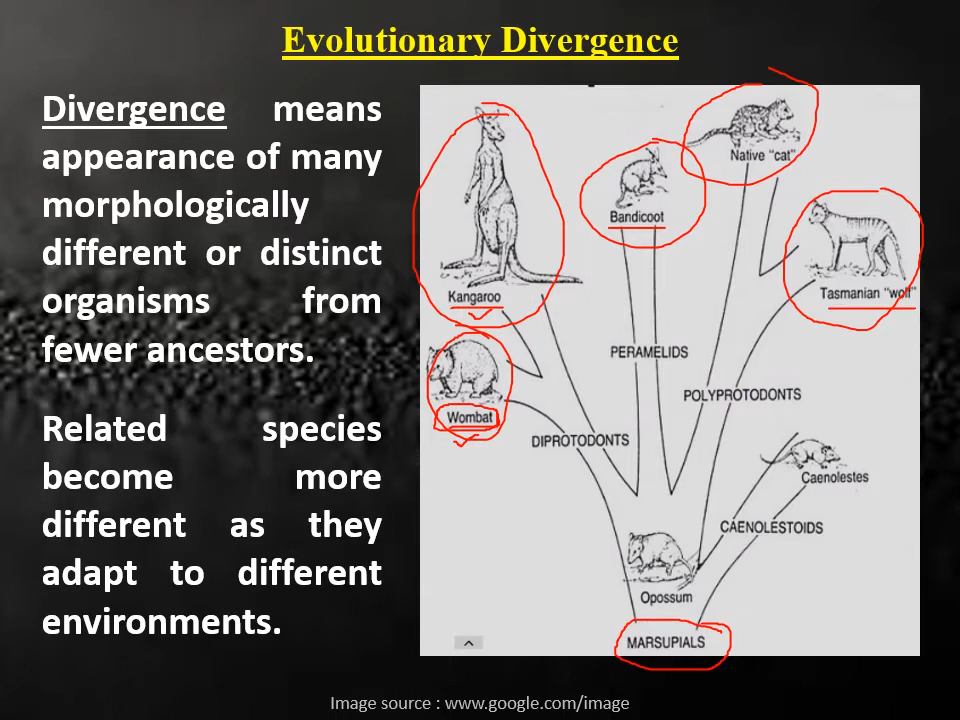 Evolutionary Divergence
Divergence means
appearance of many
morphologically
different or distinct
organisms from
fewer ancestors.
Related species
become more
different as they
adapt to different
environments.
Native "cat"
Bandicoot
Kangaroo
Tasmanian "wolf"
PERAMELIDS
POLYPROTODONTS
Wombat
DIPROTODONTS
Caenolestes
CAENOLESTOIDS
Opossum
MARSUPIALS
Image source : www.google.com/image